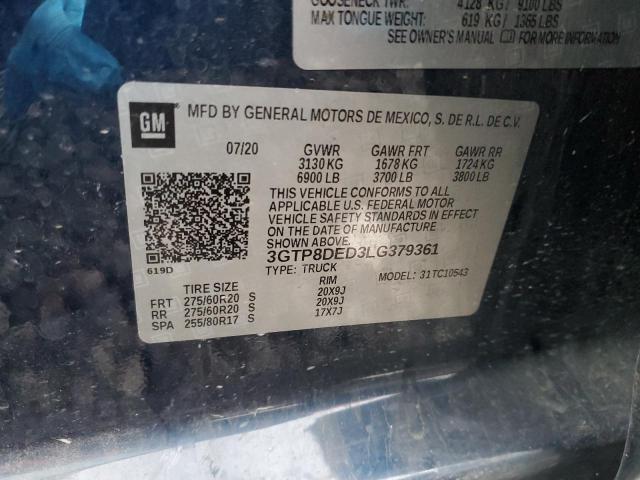 GOOSENECK TWR: 4128 KG/ 9100 LBS
MAX TONGUE WEIGHT: 619 KG/ 1365 LBS
SEE OWNER'S MANUAL FOR MORE INFORMATION
GM
MFD BY GENERAL MOTORS DE MEXICO, S. DE R.L. DE C.V.
07/20 GVWR GAWR FRT GAWR RR
3130 KG 1678 KG 1724 KG
6900 LB 3700 LB 3800 LB
THIS VEHICLE CONFORMS TO ALL
APPLICABLE U.S. FEDERAL MOTOR
VEHICLE SAFETY STANDARDS IN EFFECT
ON THE DATE OF MANUFACTURE
SHOWN ABOVE.
3GTP8DED3LG379361
619D TYPE: TRUCK MODEL: 31TC10543
TIRE SIZE RIM
FRT 275/60R20 S 20X9J
RR 275/60R20 S 20X9J
SPA 255/80R17 S 17X7J